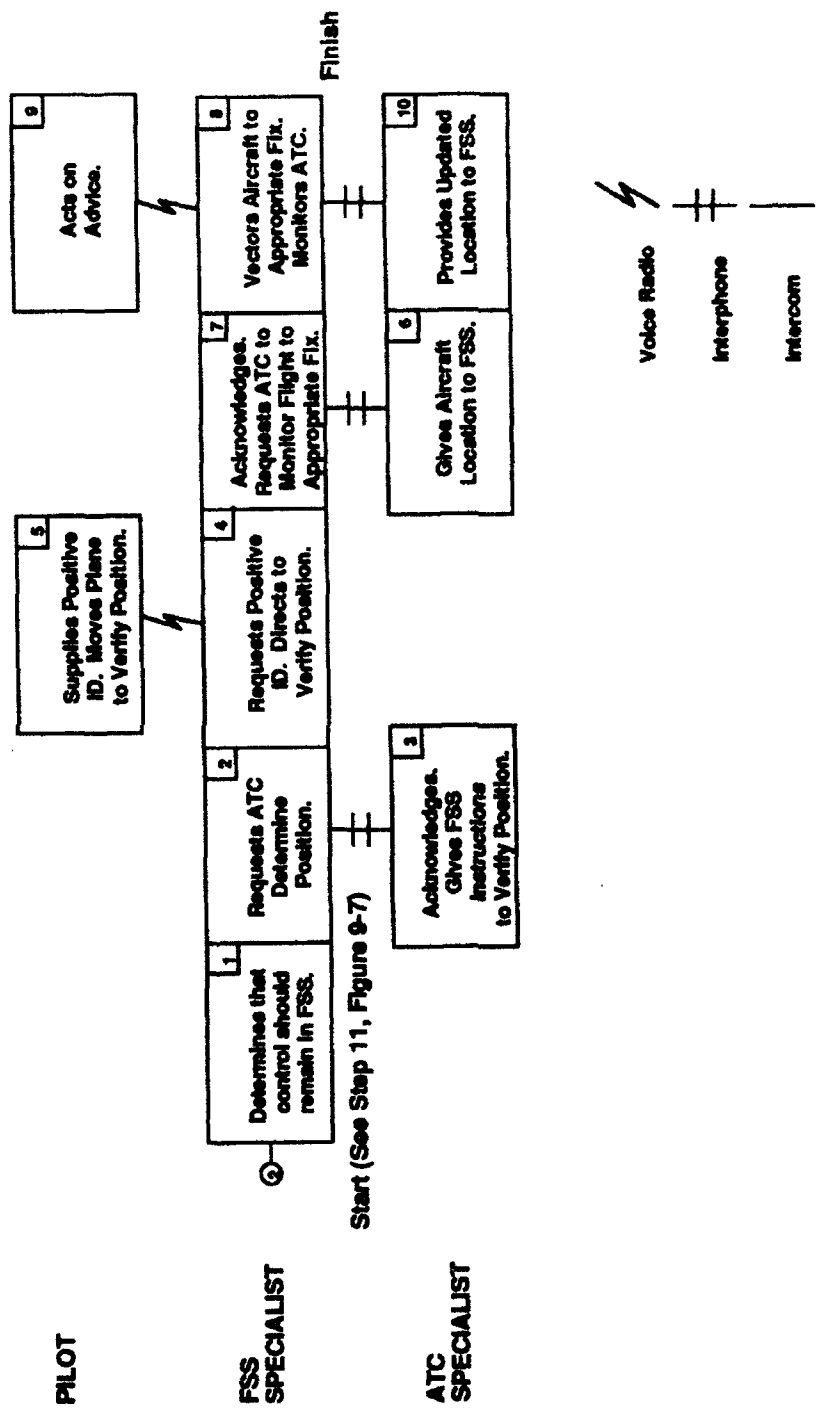 PILOT
5
Supplies Positive
ID. Moves Plane
to Verify Position.
9
Acts on
Advice.
FSS
SPECIALIST
2
1
Determines that
control should
remain in FSS.
2
Requests ATC
Determine
Position.
4
Requests Positive
ID. Directs to
Verify Position.
7
Acknowledges.
Requests ATC to
Monitor Flight to
Appropriate Fix.
8
Vectors Aircraft to
Appropriate Fix.
Monitors ATC.
Start (See Step 11, Figure 9-7)
Finish
ATC
SPECIALIST
3
Acknowledges.
Gives FSS
Instructions
to Verify Position.
6
Gives Aircraft
Location to FSS.
10
Provides Updated
Location to FSS.
Voice Radio
Interphone
Intercom